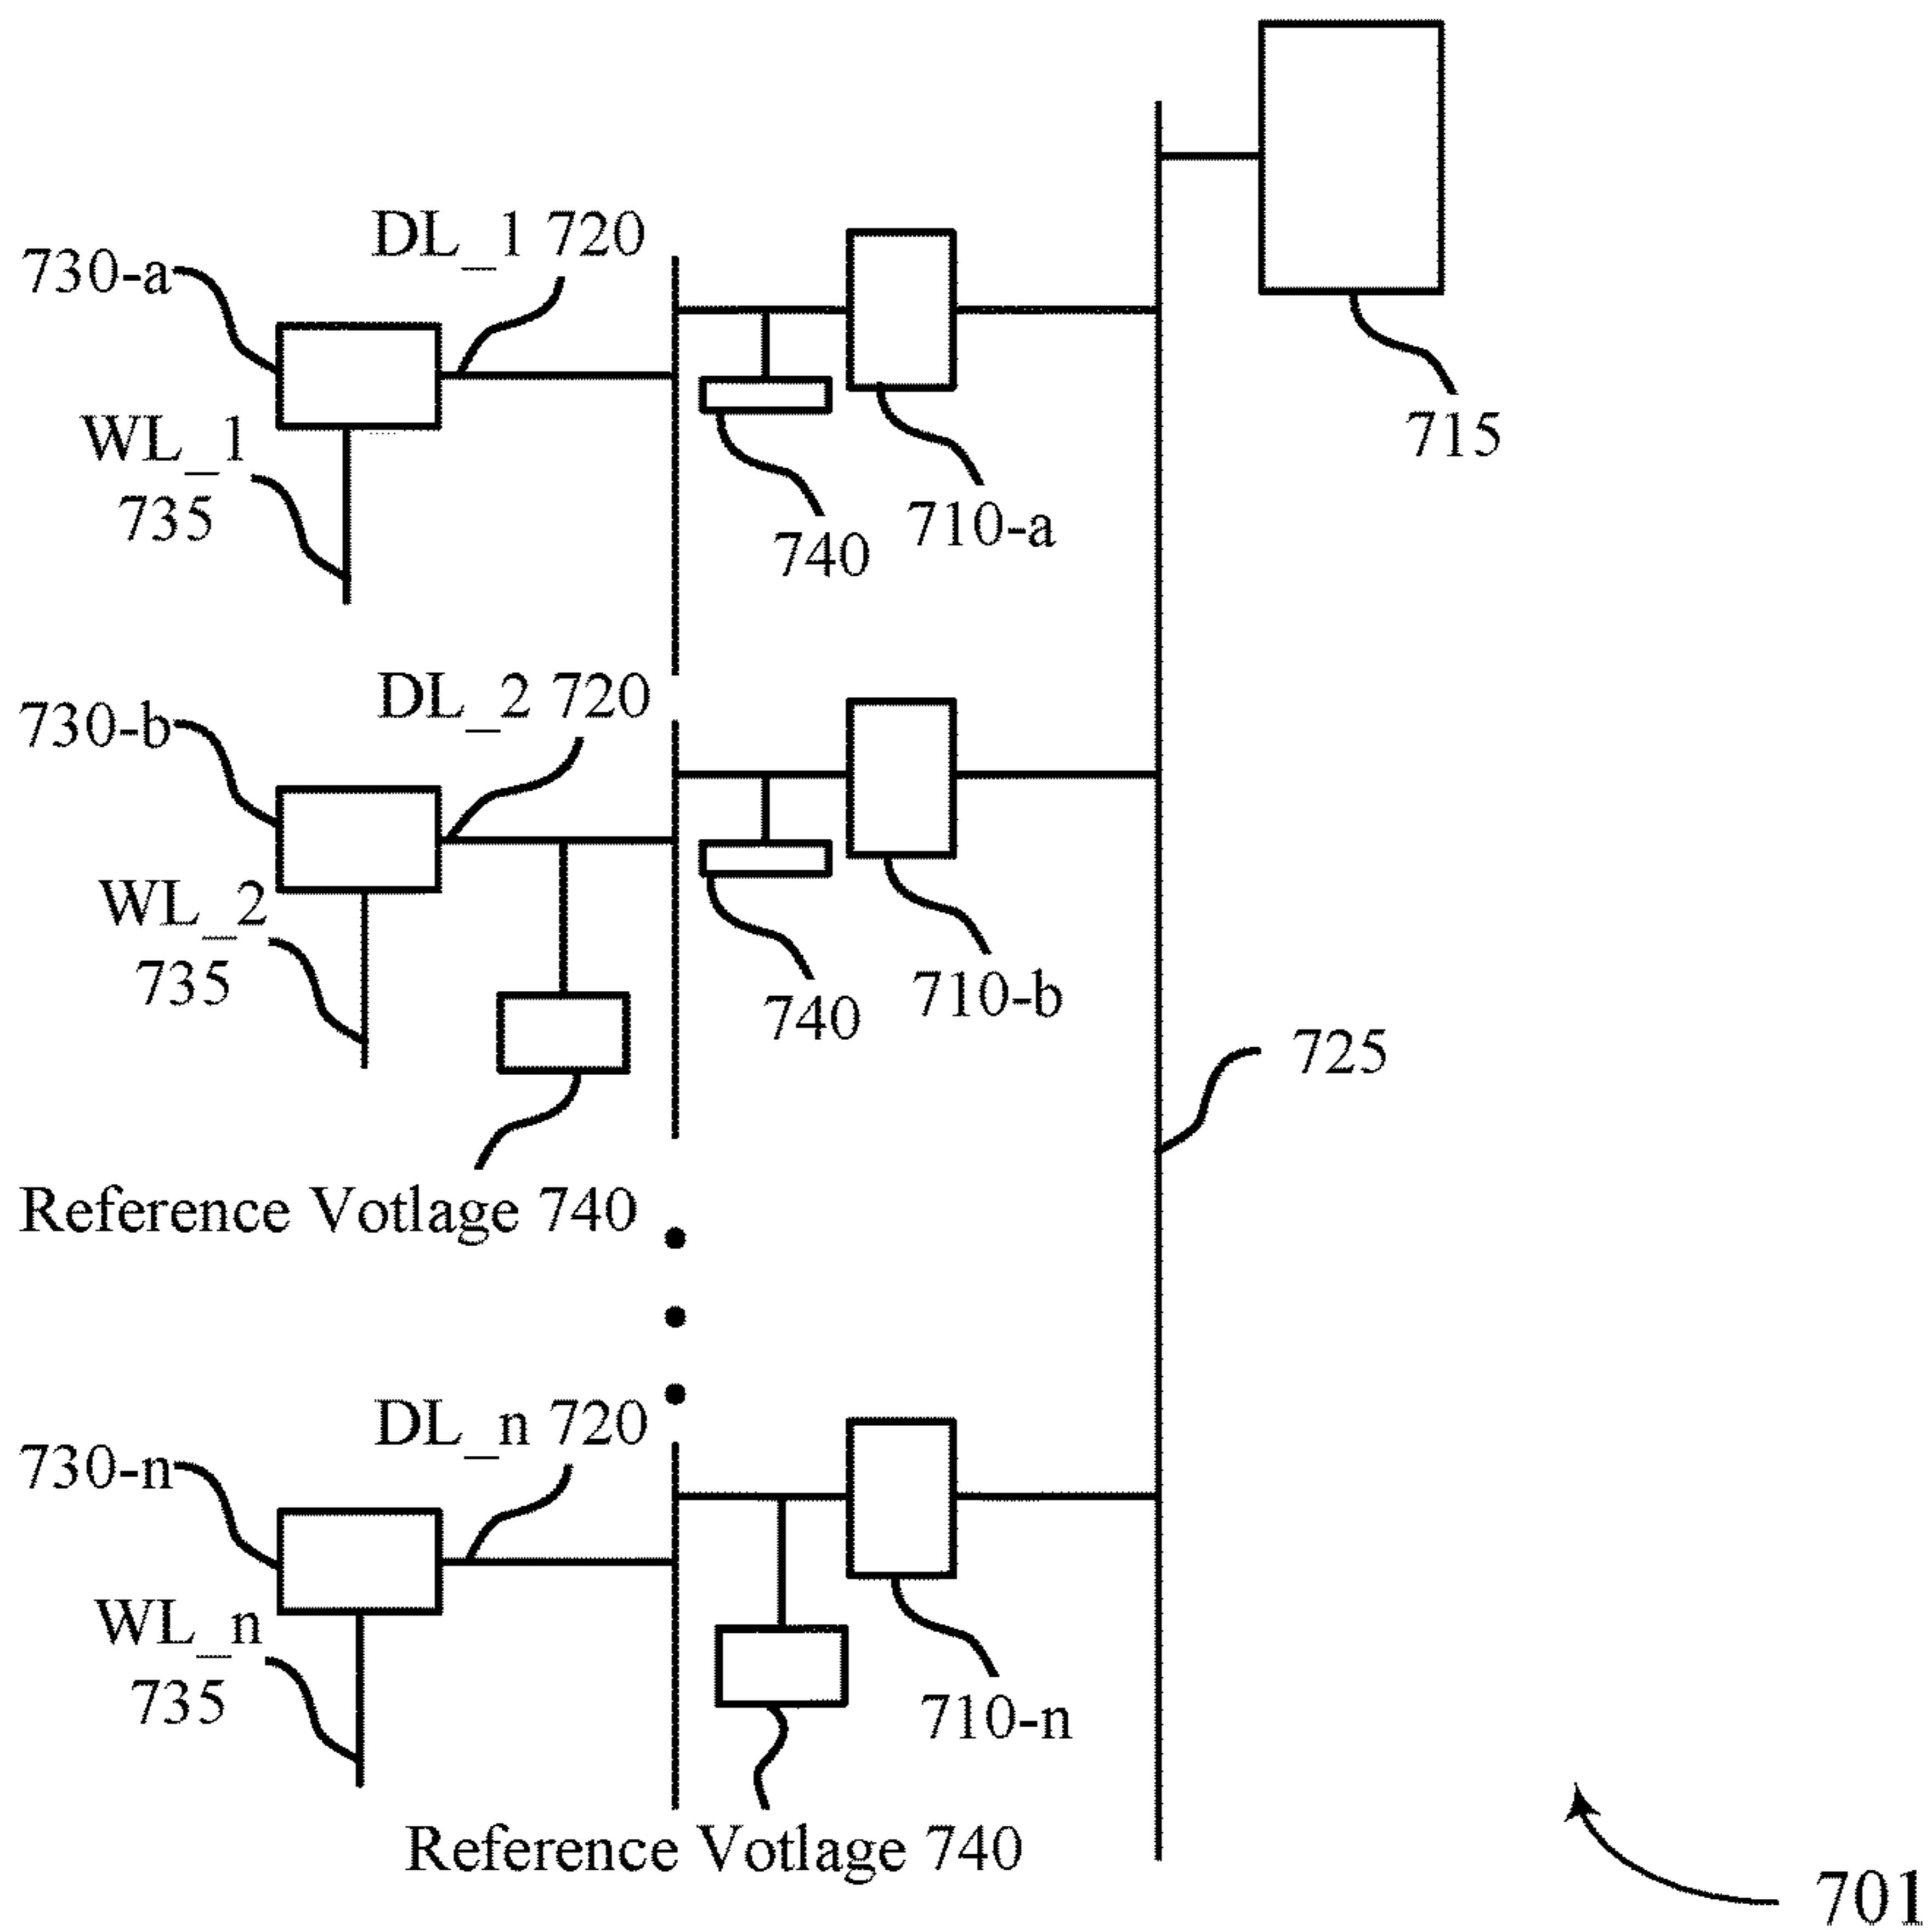 DL_1 720
730-a
WL_1
735
715
740
710-a
DL_2 720
730-b
WL_2
735
740
710-b
725
Reference Votlage 740
DL_n 720
730-n
WL_n
735
710-n
Reference Votlage 740
701